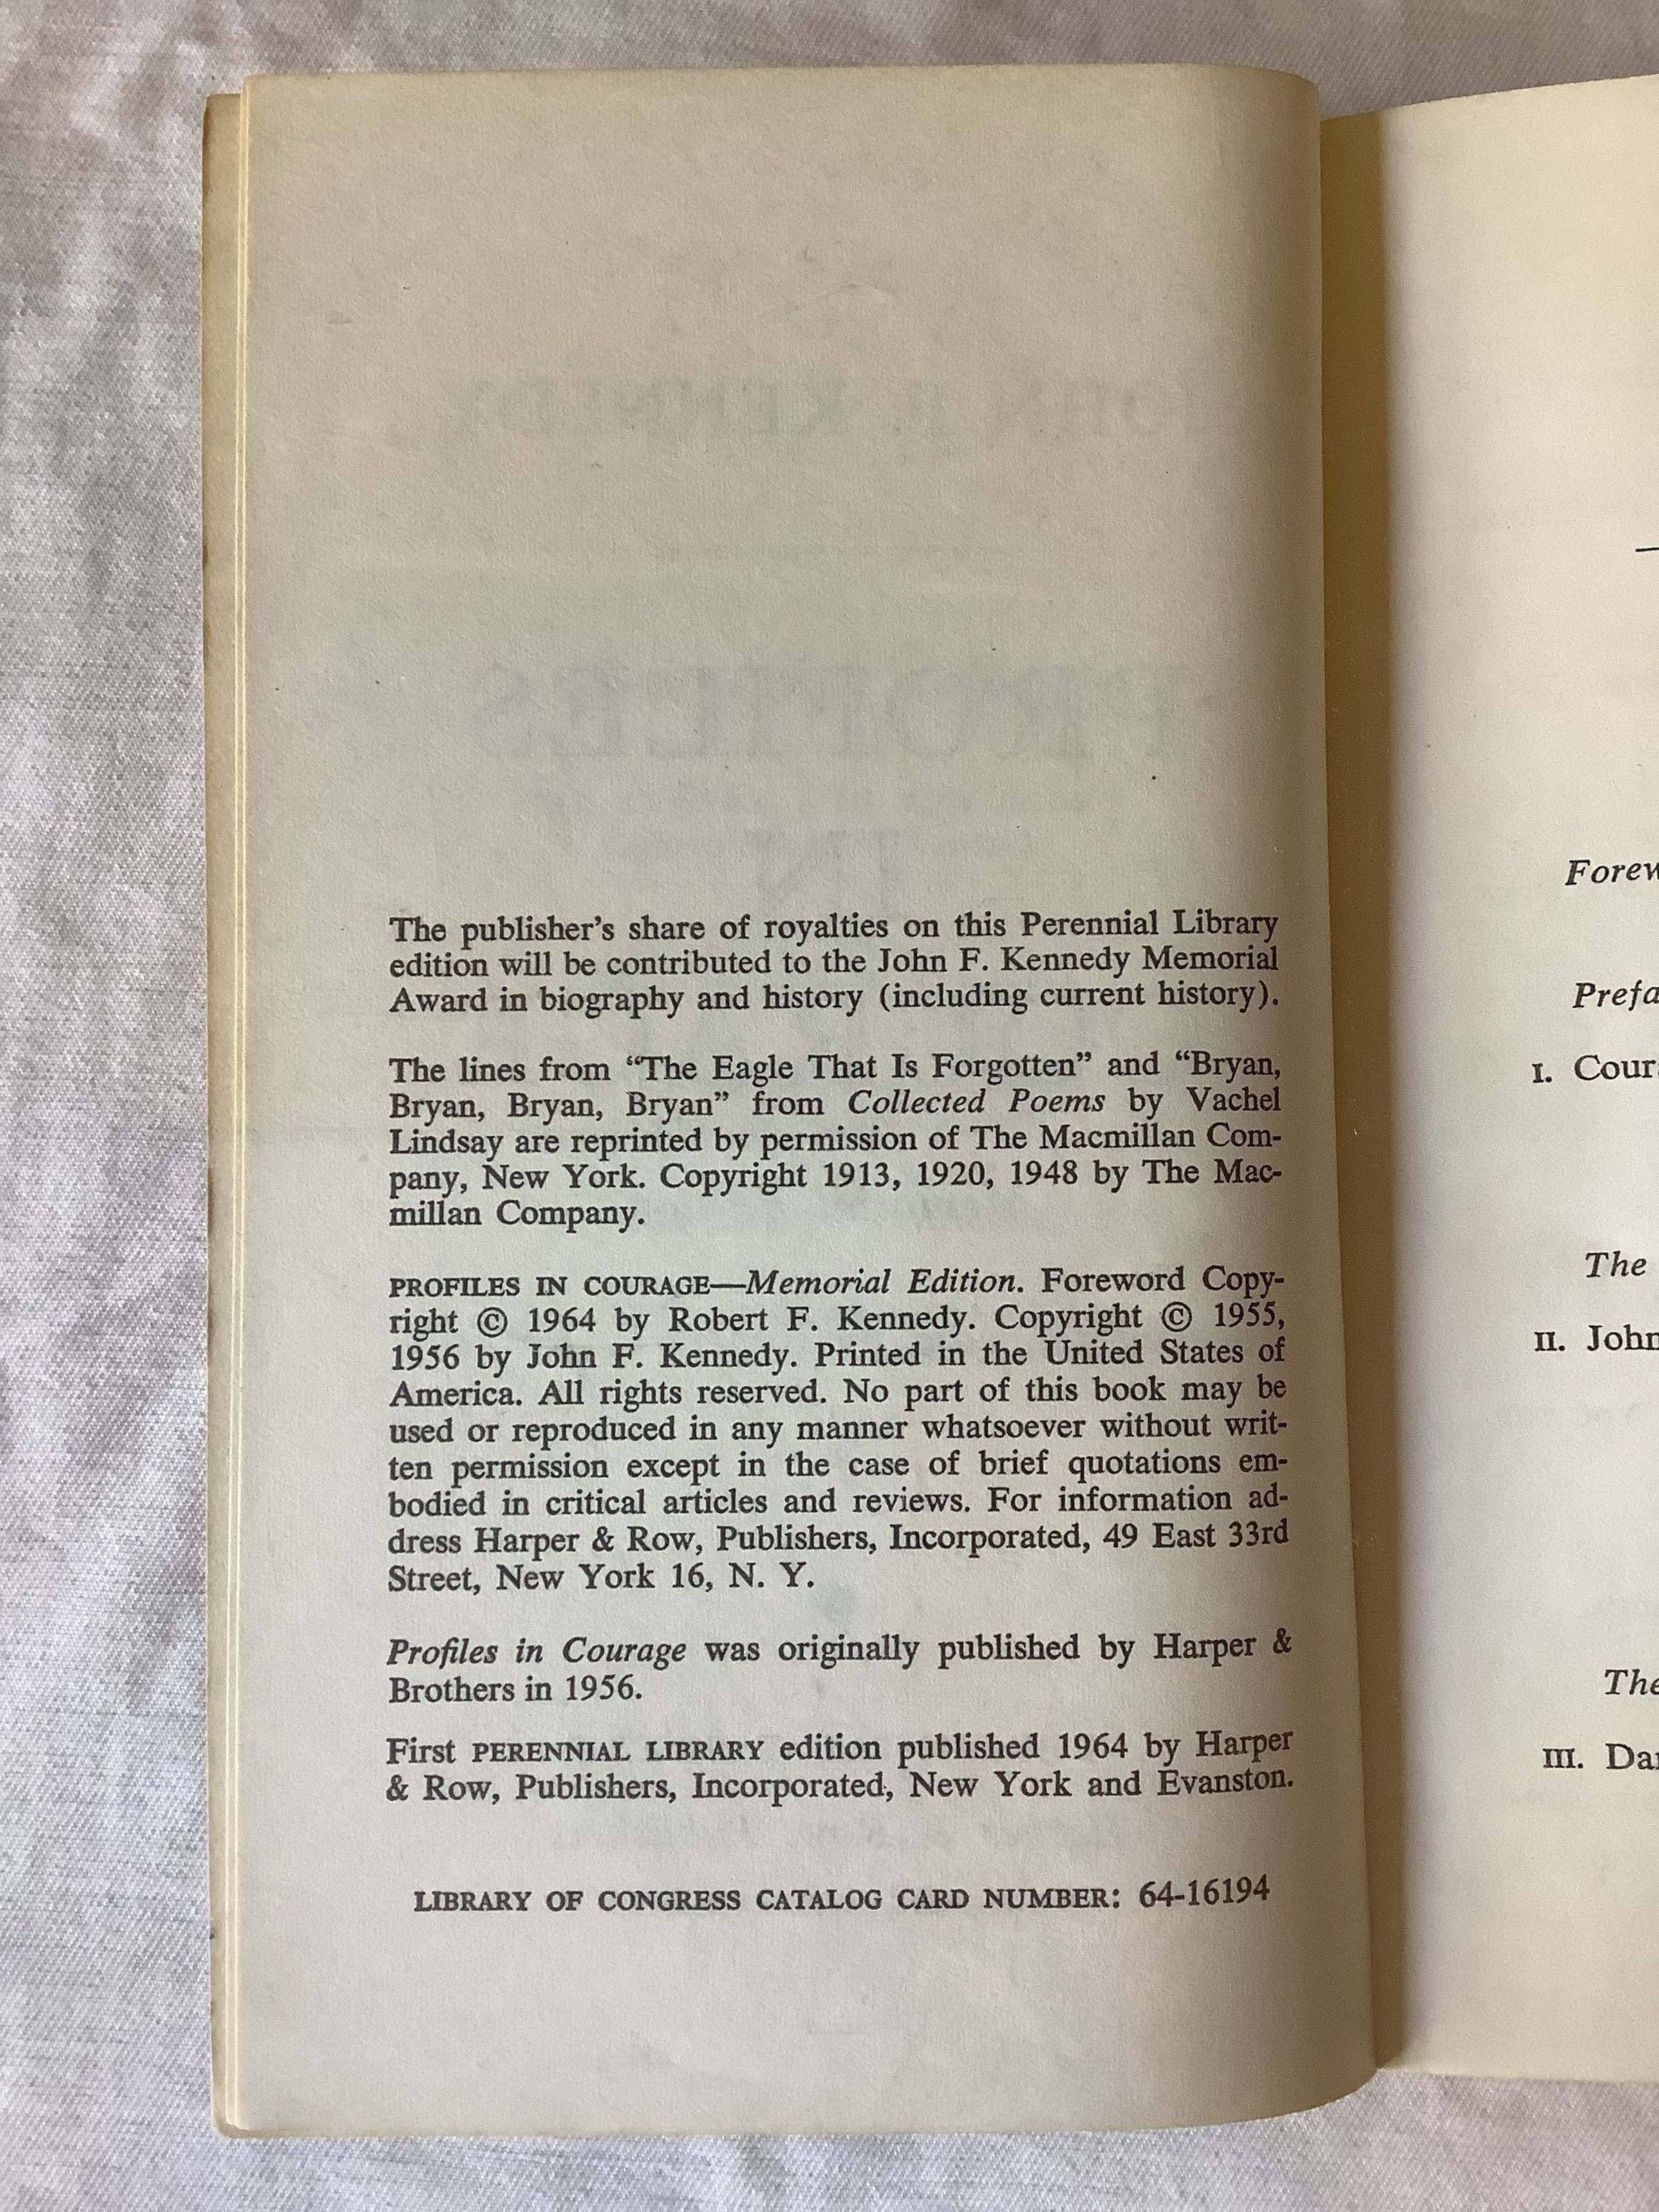 The publisher’s share of royalties on this Perennial Library
edition will be contributed to the John F. Kennedy Memorial
Award in biography and history (including current history).
The lines from “The Eagle That Is Forgotten” and “Bryan,
Bryan, Bryan, Bryan” from Collected Poems by Vachel
Lindsay are reprinted by permission of The Macmillan Com-
pany, New York. Copyright 1913, 1920, 1948 by The Mac-
millan Company.
PROFILES IN COURAGE—Memorial Edition. Foreword Copy-
right © 1964 by Robert F. Kennedy. Copyright © 1955,
1956 by John F. Kennedy. Printed in the United States of
America. All rights reserved. No part of this book may be
used or reproduced in any manner whatsoever without writ-
ten permission except in the case of brief quotations em-
bodied in critical articles and reviews. For information ad-
dress Harper & Row, Publishers, Incorporated, 49 East 33rd
Street, New York 16, N. Y.
Profiles in Courage was originally published by Harper &
Brothers in 1956.
First PERENNIAL LIBRARY edition published 1964 by Harper
& Row, Publishers, Incorporated, New York and Evanston.
LIBRARY OF CONGRESS CATALOG CARD NUMBER: 64-16194
I.
The
II. John
The
III.